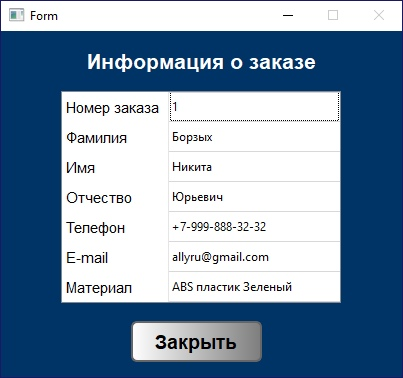 Form
Информация о заказе
Номер заказа 1
Фамилия Борзых
Имя Никита
Отчество Юрьевич
Телефон +7-999-888-32-32
E-mail allyru@gmail.com
Материал ABS пластик Зеленый
Закрыть